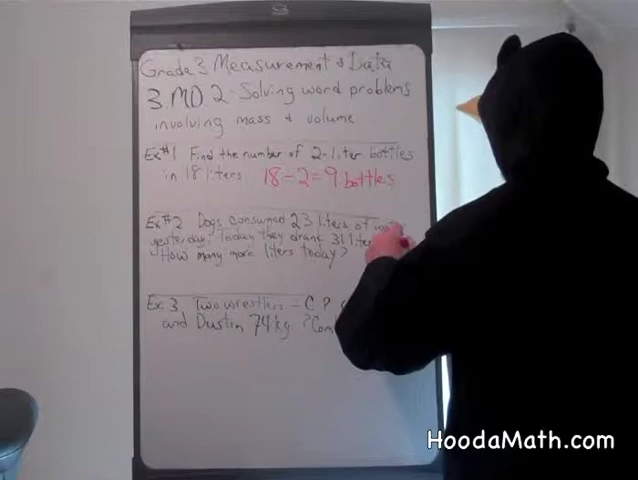 Grade 3 Measurement & Data
3.MD.2 - Solving word problems
involving mass & volume
Ex#1 Find the number of 2-liter bottles
in 18 liters. 18 ÷ 2 = 9 bottles
Ex#2 Dogs consumed 23 liters of
yesterday. Today they drank 31
How many more liters today?
Ex. 3 Two wrestlers - C P
and Dustin 74 kg
HoodaMath.com